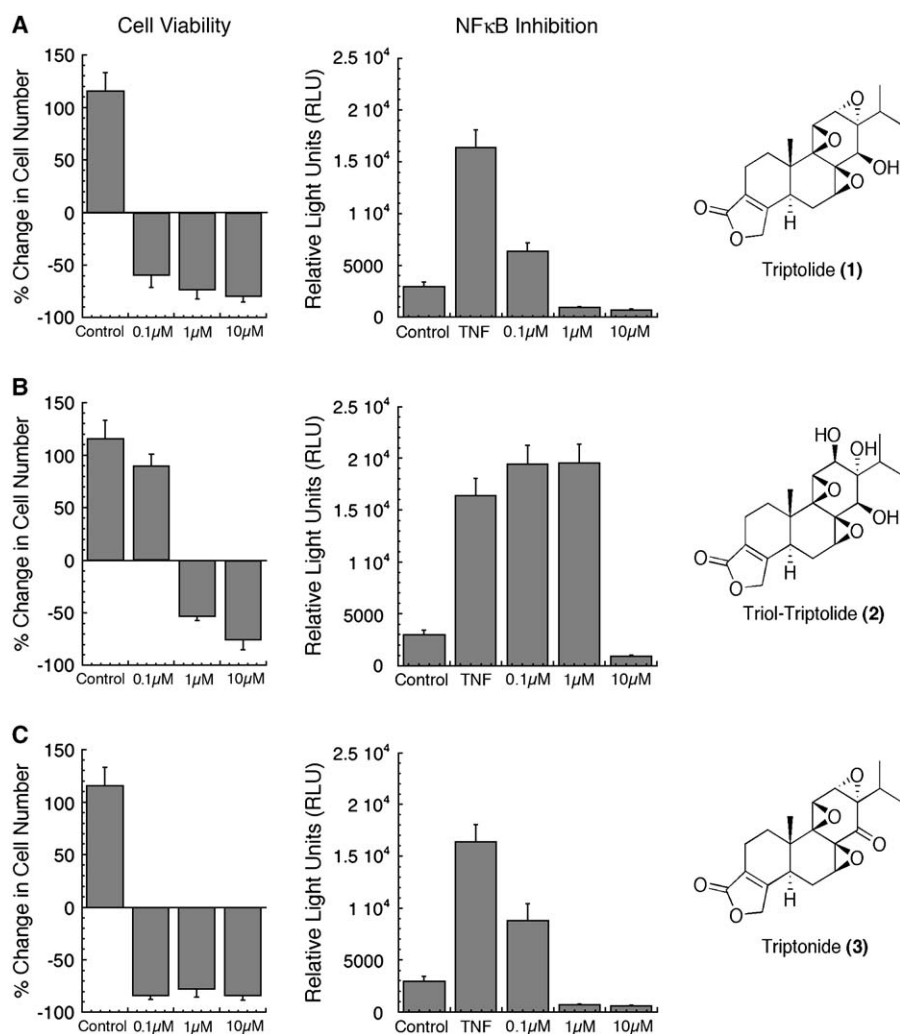 A
Cell Viability
NFκB Inhibition
% Change in Cell Number
150
100
50
0
-50
-100
Control 0.1µM 1µM 10µM
Relative Light Units (RLU)
2.5 10⁴
2 10⁴
1.5 10⁴
1 10⁴
5000
0
Control TNF 0.1µM 1µM 10µM
O
O
OH
O
H
O
O
Triptolide (1)
B
% Change in Cell Number
150
100
50
0
-50
-100
Control 0.1µM 1µM 10µM
Relative Light Units (RLU)
2.5 10⁴
2 10⁴
1.5 10⁴
1 10⁴
5000
0
Control TNF 0.1µM 1µM 10µM
HO
OH
O
OH
O
H
O
O
Triol-Triptolide (2)
C
% Change in Cell Number
150
100
50
0
-50
-100
Control 0.1µM 1µM 10µM
Relative Light Units (RLU)
2.5 10⁴
2 10⁴
1.5 10⁴
1 10⁴
5000
0
Control TNF 0.1µM 1µM 10µM
O
O
O
O
H
O
O
Triptonide (3)